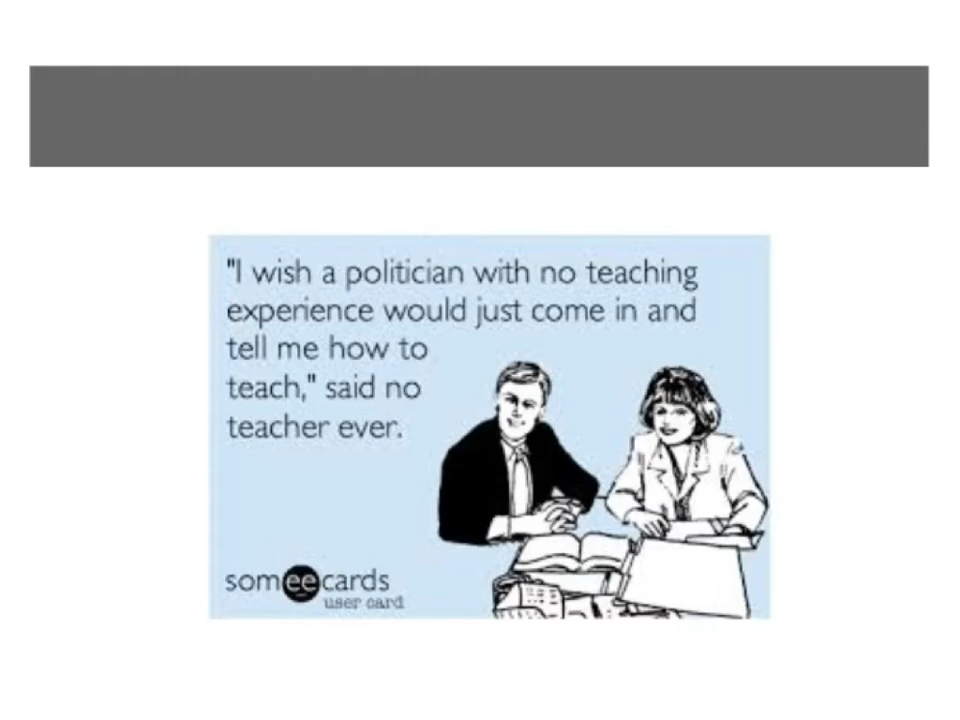 "I wish a politician with no teaching
experience would just come in and
tell me how to
teach," said no
teacher ever.
someecards
user card